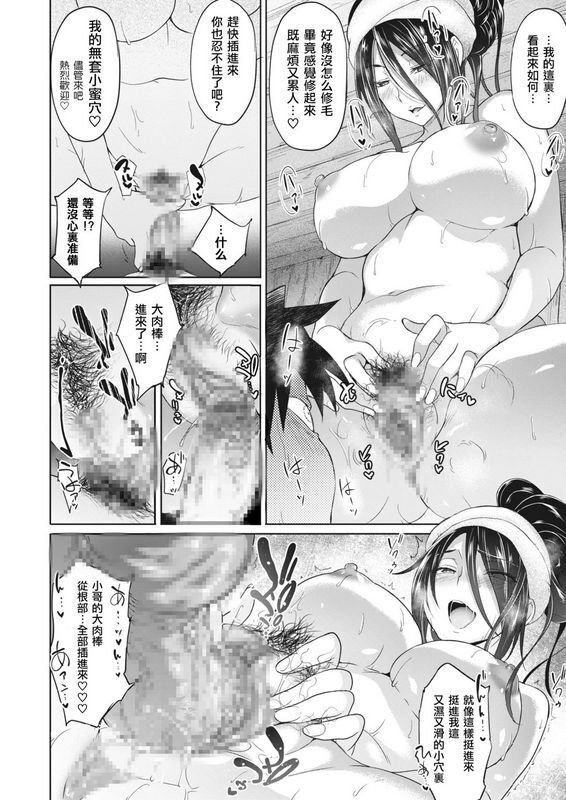 …我的這裏
看起來如何…
好像沒怎么修毛
畢竟感覺修起來
既麻煩又累人…♡
趕快插進來
你也忍不住了吧？
我的無套小蜜穴♡
儘管來吧
熱烈歡迎♡
…什么
等等!?
還沒心裏准備
大肉棒…
進來了…啊
就像這樣挺進來
挺進我這
又濕又滑的小穴裏
小哥的大肉棒
從根部…全部插進來♡♡♡